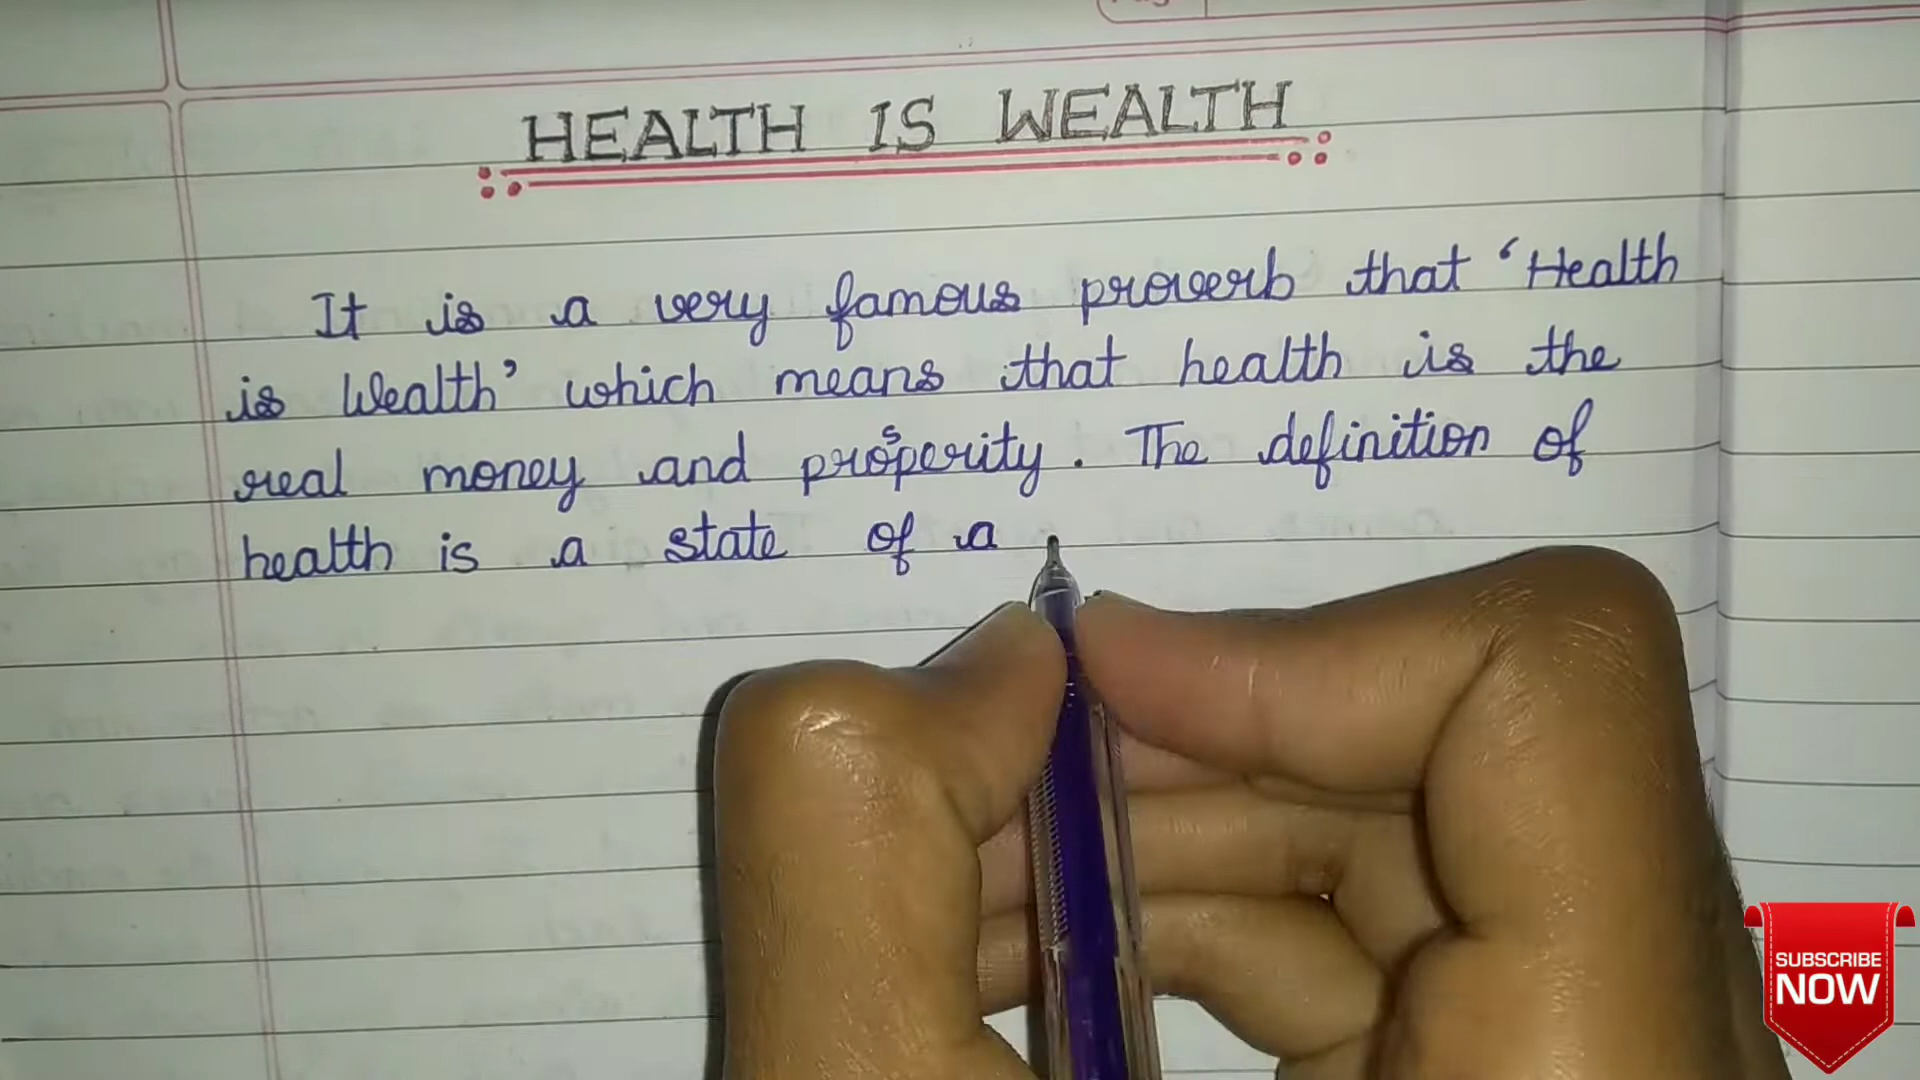 HEALTH IS WEALTH
It is a very famous proverb that ‘Health
is Wealth’ which means that health is the
real money and prosperity. The definition of
health is a state of a
SUBSCRIBE
NOW